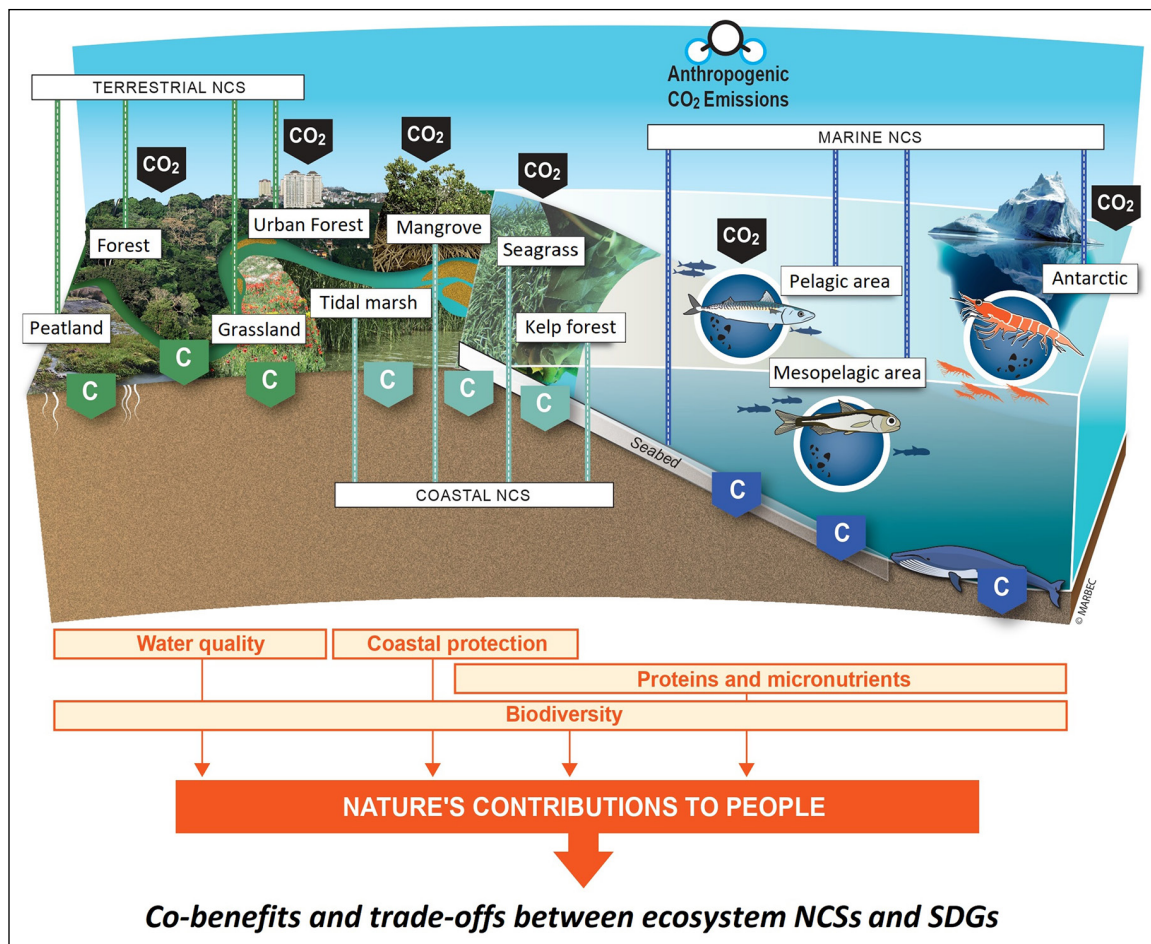 Anthropogenic
CO₂ Emissions
TERRESTRIAL NCS
MARINE NCS
CO₂
CO₂
CO₂
CO₂
CO₂
CO₂
Forest
Urban Forest
Mangrove
Seagrass
Pelagic area
Antarctic
Peatland
Grassland
Tidal marsh
Kelp forest
Mesopelagic area
C
C
C
C
C
C
Seabed
C
C
C
COASTAL NCS
© MARBEC
Water quality
Coastal protection
Proteins and micronutrients
Biodiversity
NATURE'S CONTRIBUTIONS TO PEOPLE
Co-benefits and trade-offs between ecosystem NCSs and SDGs